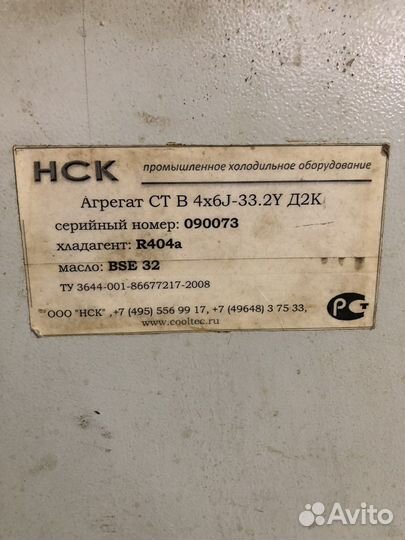 НСК промышленное холодильное оборудование
Агрегат СТ В 4х6J-33.2Y Д2К
серийный номер: 090073
хладагент: R404a
масло: BSE 32
ТУ 3644-001-86677217-2008
ООО "НСК" ,+7 (495) 556 99 17, +7 (49648) 3 75 33,
www.cooltec.ru
РСТ
Avito